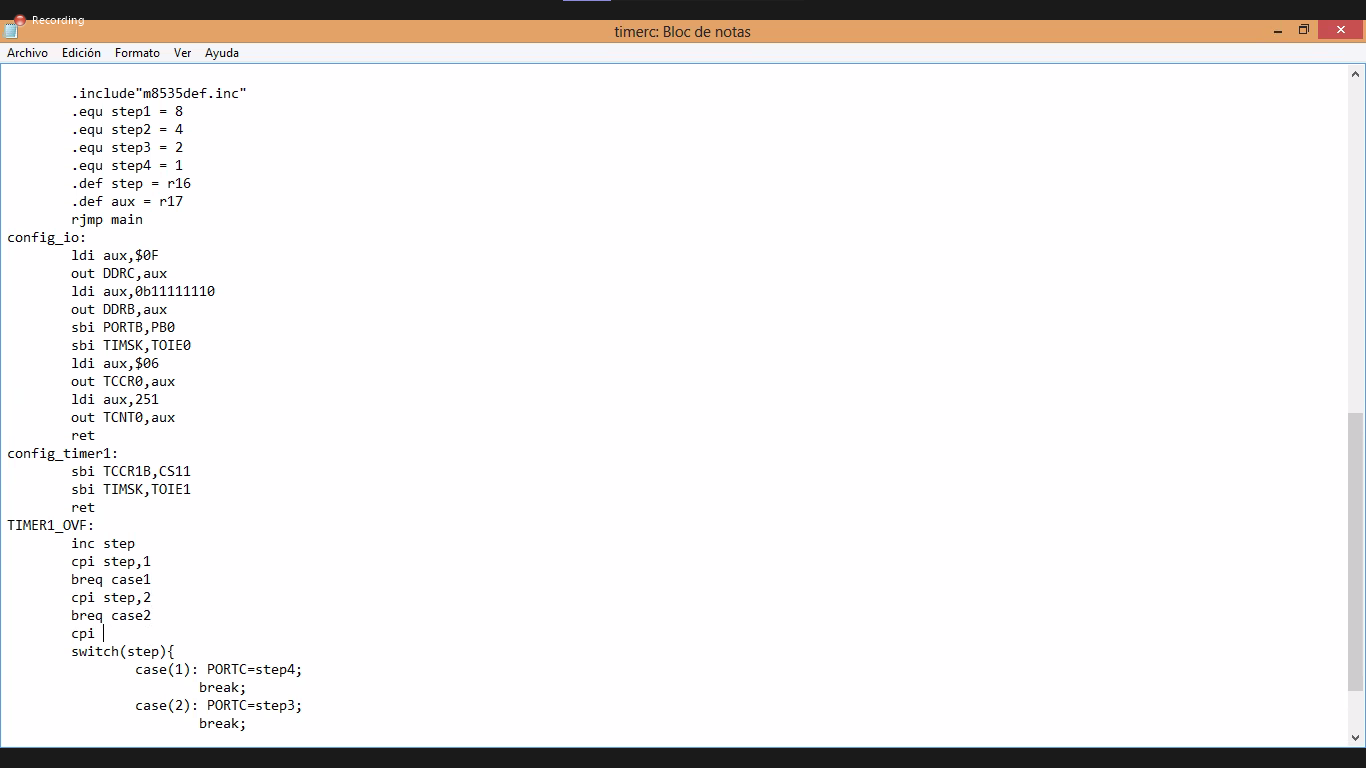 Recording
timerc: Bloc de notas
Archivo Edición Formato Ver Ayuda
.include"m8535def.inc"
.equ step1 = 8
.equ step2 = 4
.equ step3 = 2
.equ step4 = 1
.def step = r16
.def aux = r17
rjmp main
config_io:
ldi aux,$0F
out DDRC,aux
ldi aux,0b11111110
out DDRB,aux
sbi PORTB,PB0
sbi TIMSK,TOIE0
ldi aux,$06
out TCCR0,aux
ldi aux,251
out TCNT0,aux
ret
config_timer1:
sbi TCCR1B,CS11
sbi TIMSK,TOIE1
ret
TIMER1_OVF:
inc step
cpi step,1
breq case1
cpi step,2
breq case2
cpi
switch(step){
case(1): PORTC=step4;
break;
case(2): PORTC=step3;
break;